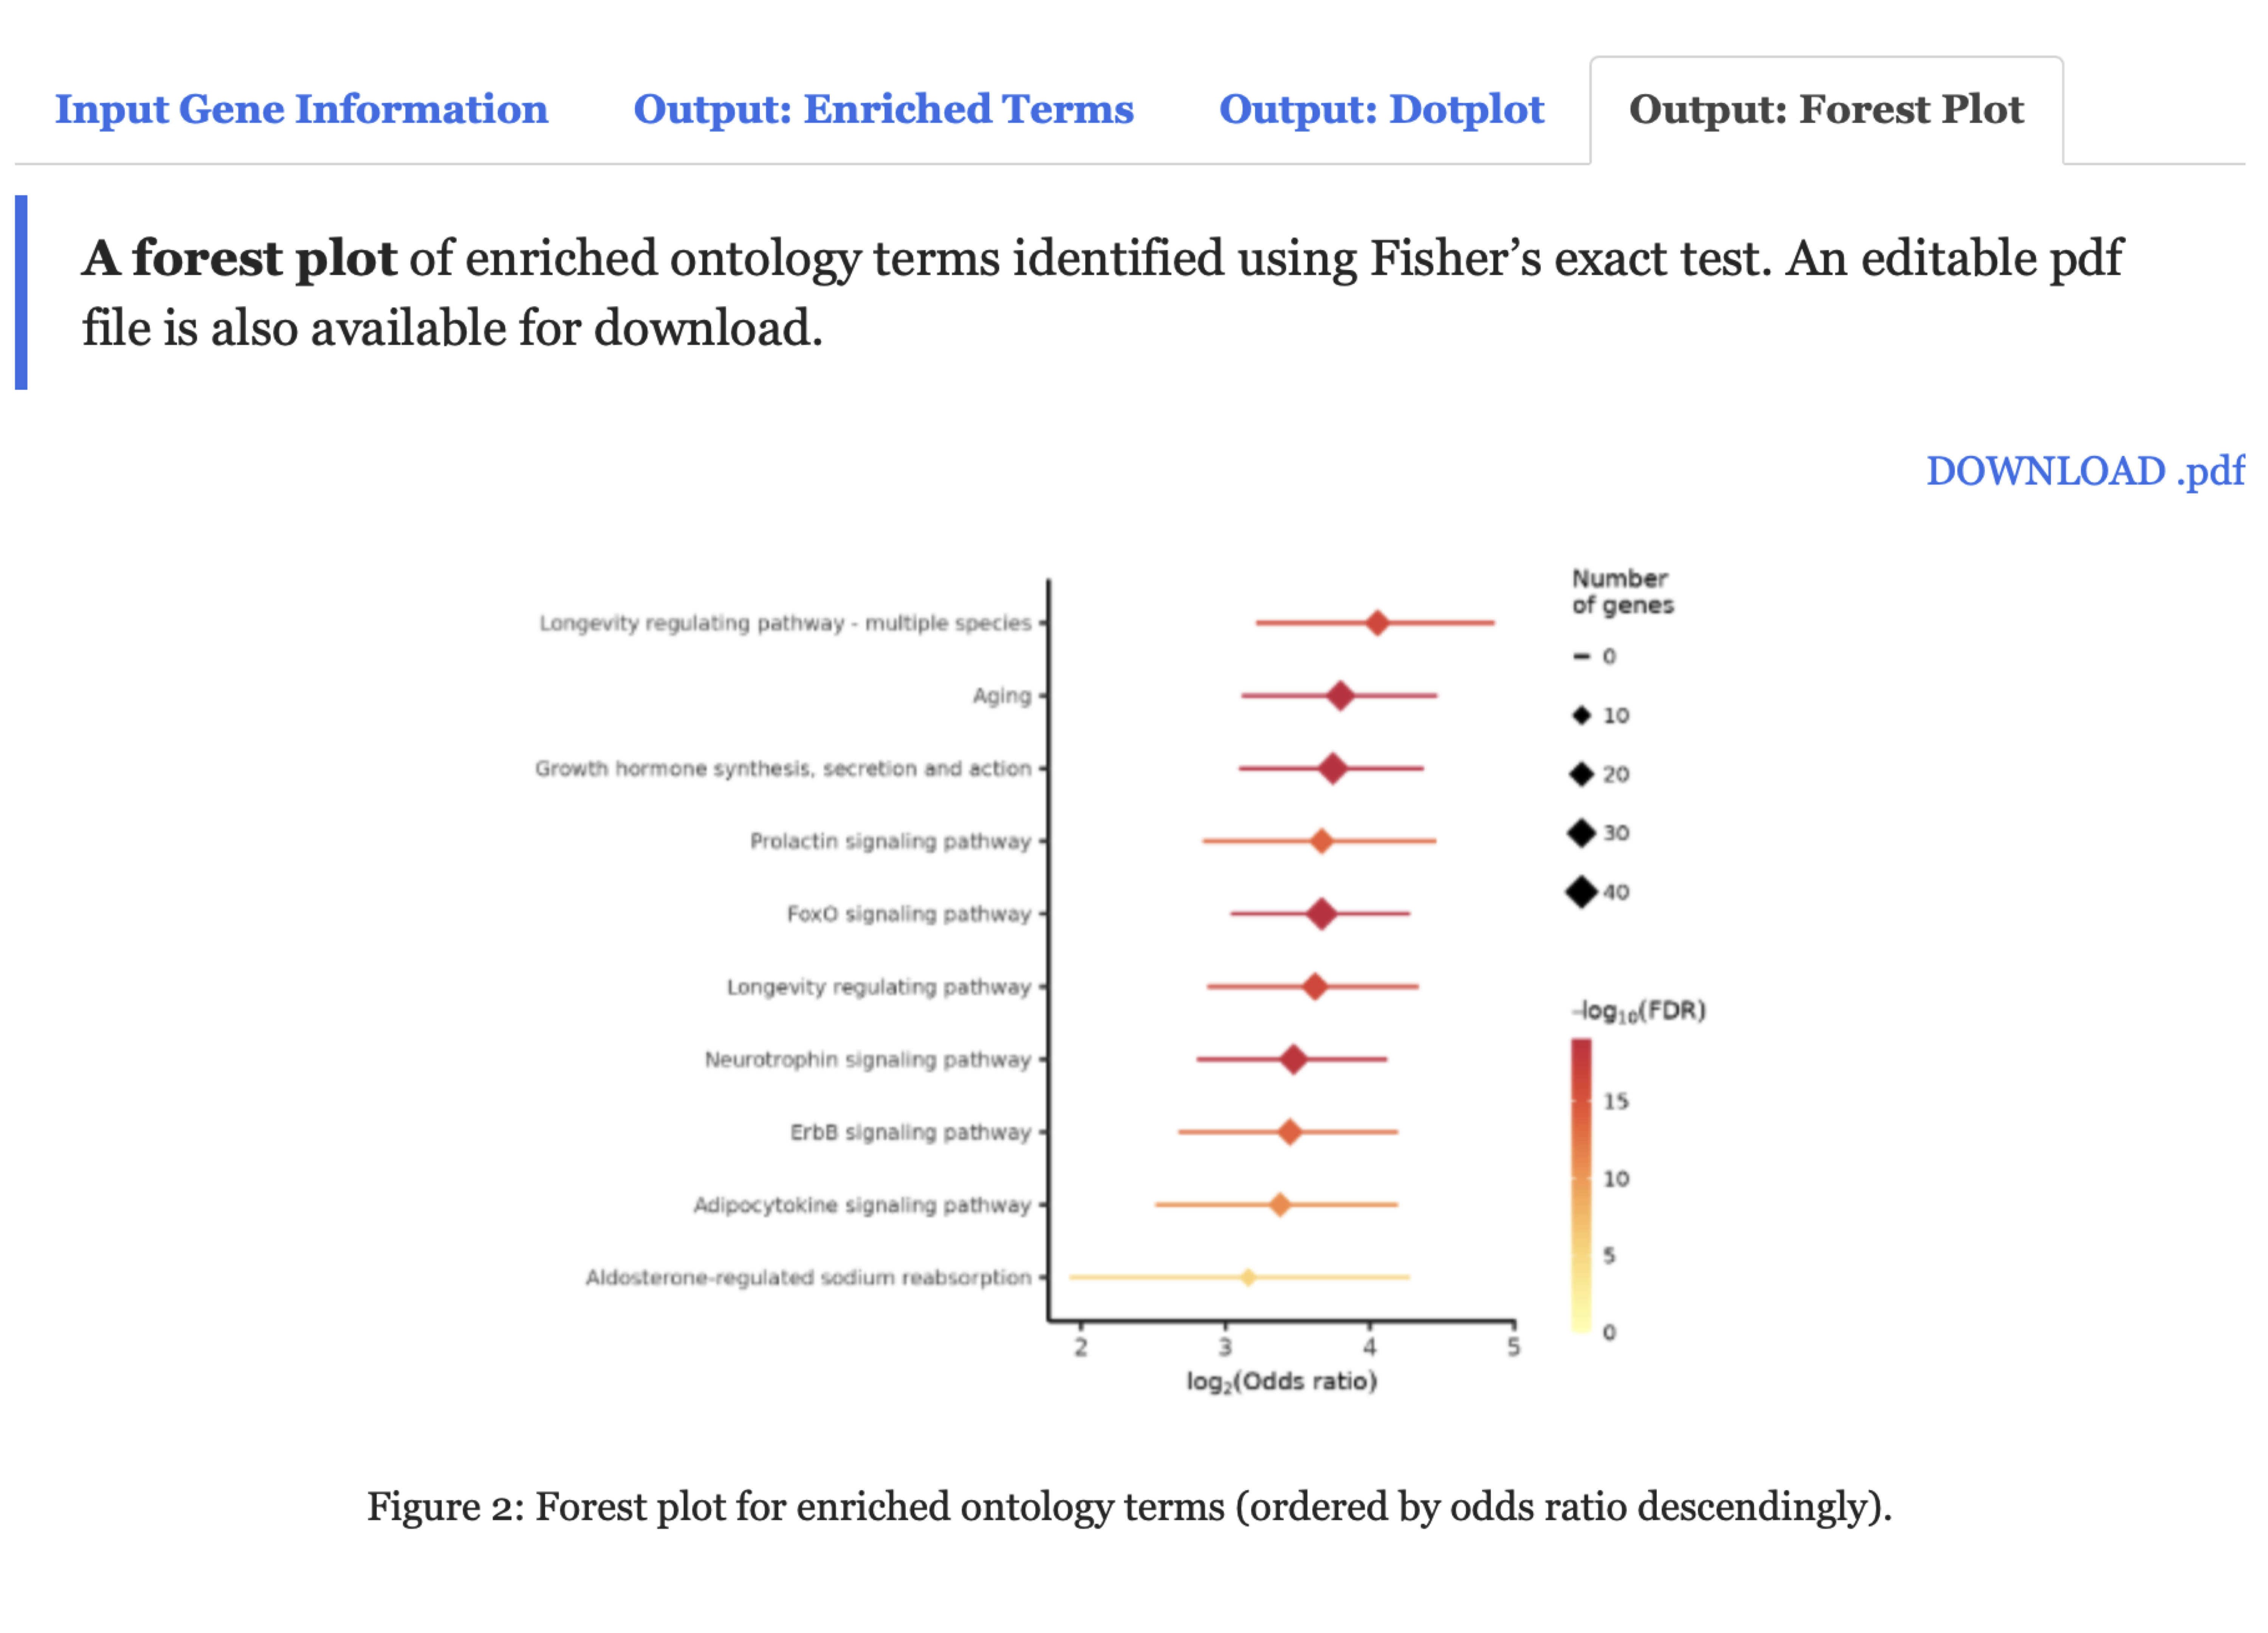 Input Gene Information
Output: Enriched Terms
Output: Dotplot
Output: Forest Plot
A forest plot of enriched ontology terms identified using Fisher’s exact test. An editable pdf
file is also available for download.
DOWNLOAD .pdf
Longevity regulating pathway - multiple species
Aging
Growth hormone synthesis, secretion and action
Prolactin signaling pathway
FoxO signaling pathway
Longevity regulating pathway
Neurotrophin signaling pathway
ErbB signaling pathway
Adipocytokine signaling pathway
Aldosterone-regulated sodium reabsorption
2 3 4 5
log₂(Odds ratio)
Number
of genes
0
10
20
30
40
–log₁₀(FDR)
15
10
5
0
Figure 2: Forest plot for enriched ontology terms (ordered by odds ratio descendingly).